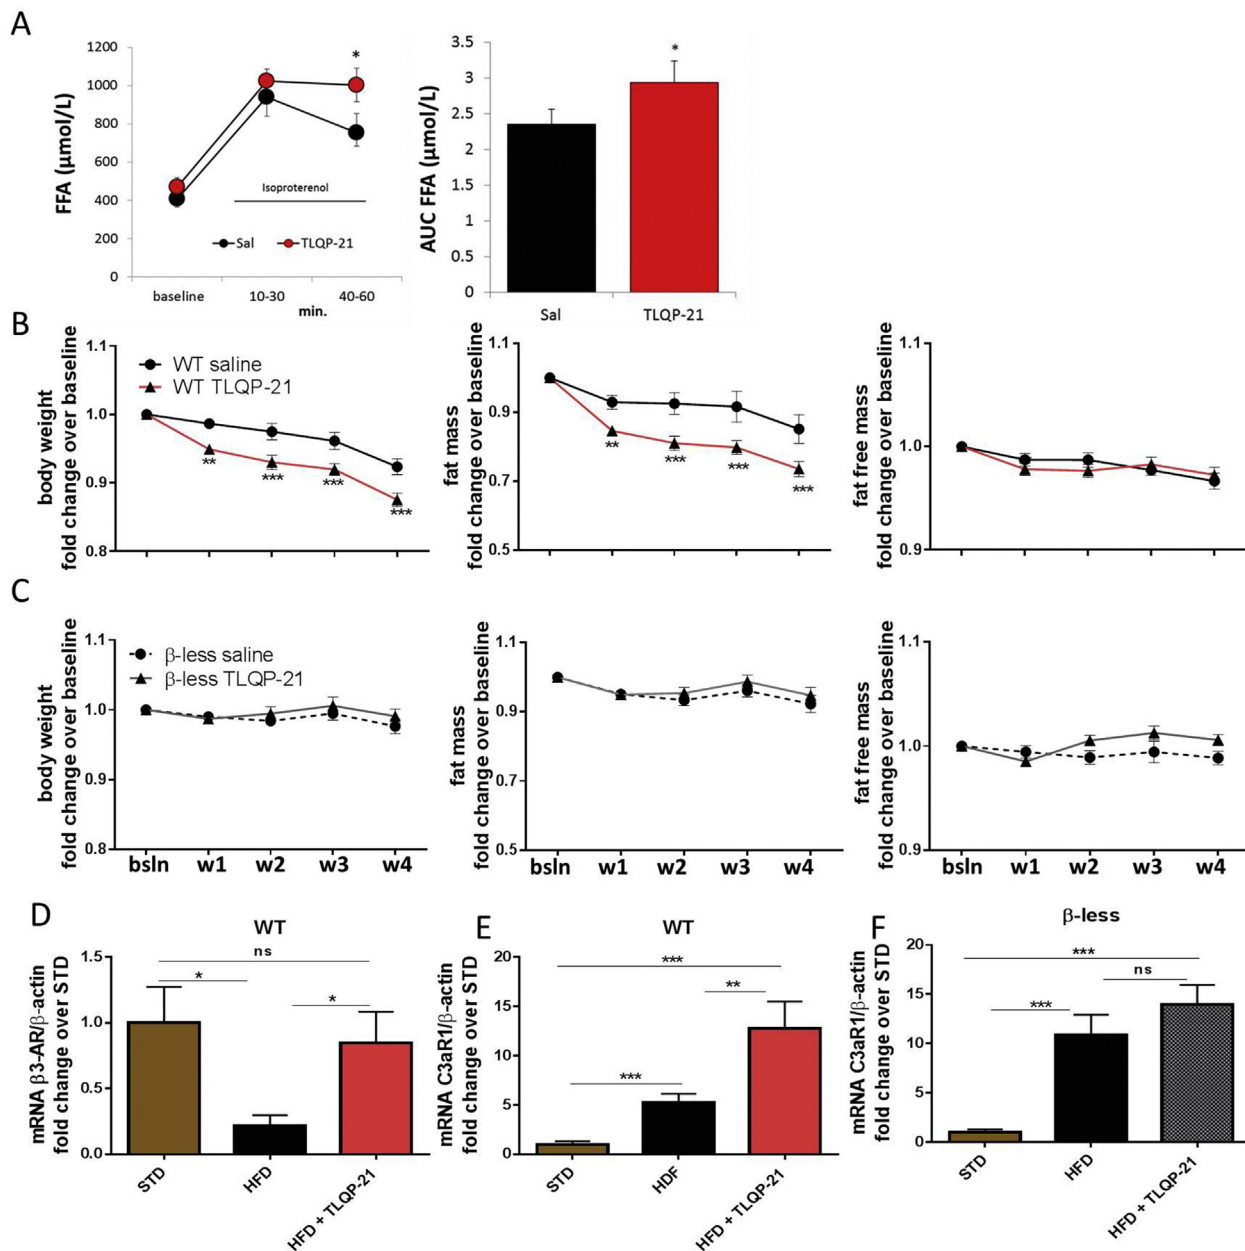 A
FFA (µmol/L)
1200
1000
800
600
400
200
0
*
Isoproterenol
Sal
TLQP-21
baseline
10-30
40-60
min.
AUC FFA (µmol/L)
3.5
3
2.5
2
1.5
1
0.5
0
*
Sal
TLQP-21
B
body weight
fold change over baseline
1.1
1.0
0.9
0.8
WT saline
WT TLQP-21
**
***
***
***
fat mass
fold change over baseline
1.1
0.9
0.7
0.5
**
***
***
***
fat free mass
fold change over baseline
1.1
1.0
0.9
C
body weight
fold change over baseline
1.1
1.0
0.9
0.8
β-less saline
β-less TLQP-21
bsln w1 w2 w3 w4
fat mass
fold change over baseline
1.1
0.9
0.7
0.5
bsln w1 w2 w3 w4
fat free mass
fold change over baseline
1.1
1.0
0.9
bsln w1 w2 w3 w4
D
WT
mRNA β3-AR/β-actin
fold change over STD
1.5
1.0
0.5
0.0
ns
*
*
STD
HFD
HFD + TLQP-21
E
WT
mRNA C3aR1/β-actin
fold change over STD
20
15
10
5
0
***
**
***
STD
HDF
HFD + TLQP-21
F
β-less
mRNA C3aR1/β-actin
fold change over STD
20
15
10
5
0
***
ns
***
STD
HFD
HFD + TLQP-21